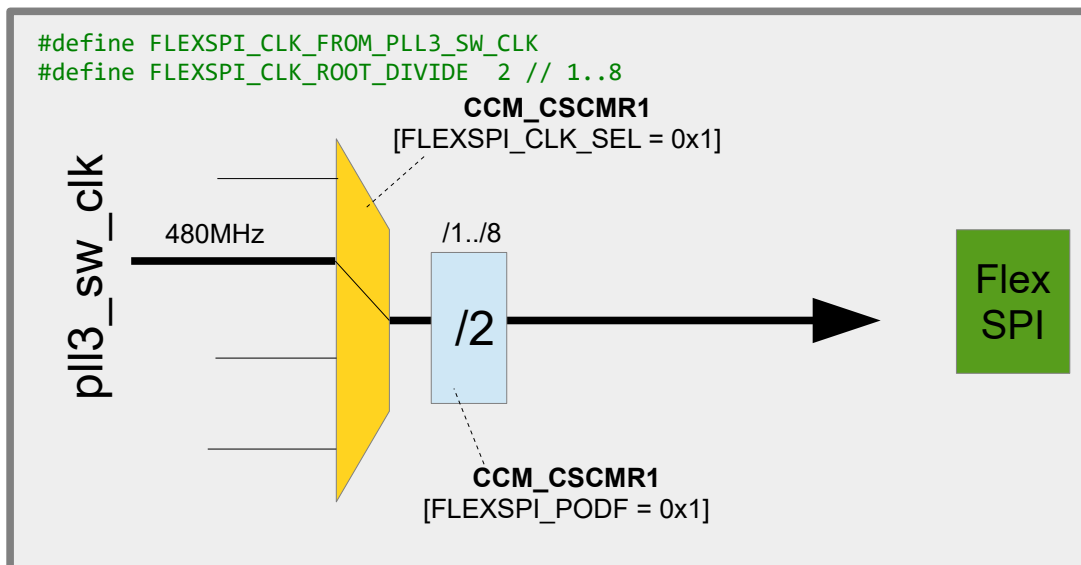 #define FLEXSPI_CLK_FROM_PLL3_SW_CLK
#define FLEXSPI_CLK_ROOT_DIVIDE  2 // 1..8
CCM_CSCMR1
[FLEXSPI_CLK_SEL = 0x1]
pll3_sw_clk
480MHz
/1../8
/2
Flex
SPI
CCM_CSCMR1
[FLEXSPI_PODF = 0x1]